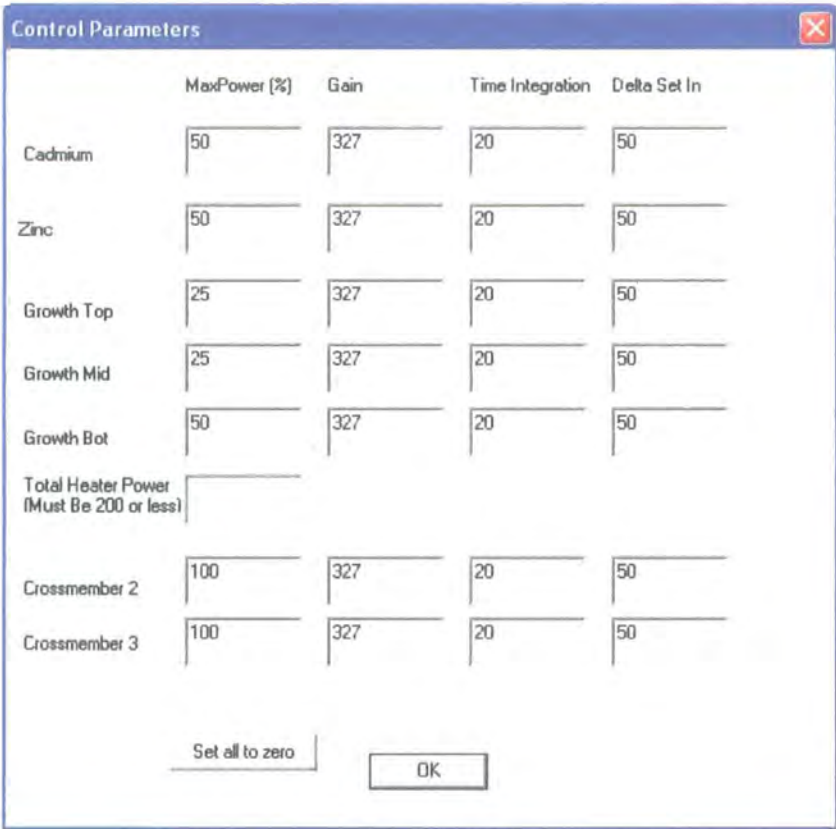 Control Parameters
MaxPower (%) Gain Time Integration Delta Set In
Cadmium 50 327 20 50
Zinc 50 327 20 50
Growth Top 25 327 20 50
Growth Mid 25 327 20 50
Growth Bot 50 327 20 50
Total Heater Power
(Must Be 200 or less)
Crossmember 2 100 327 20 50
Crossmember 3 100 327 20 50
Set all to zero OK